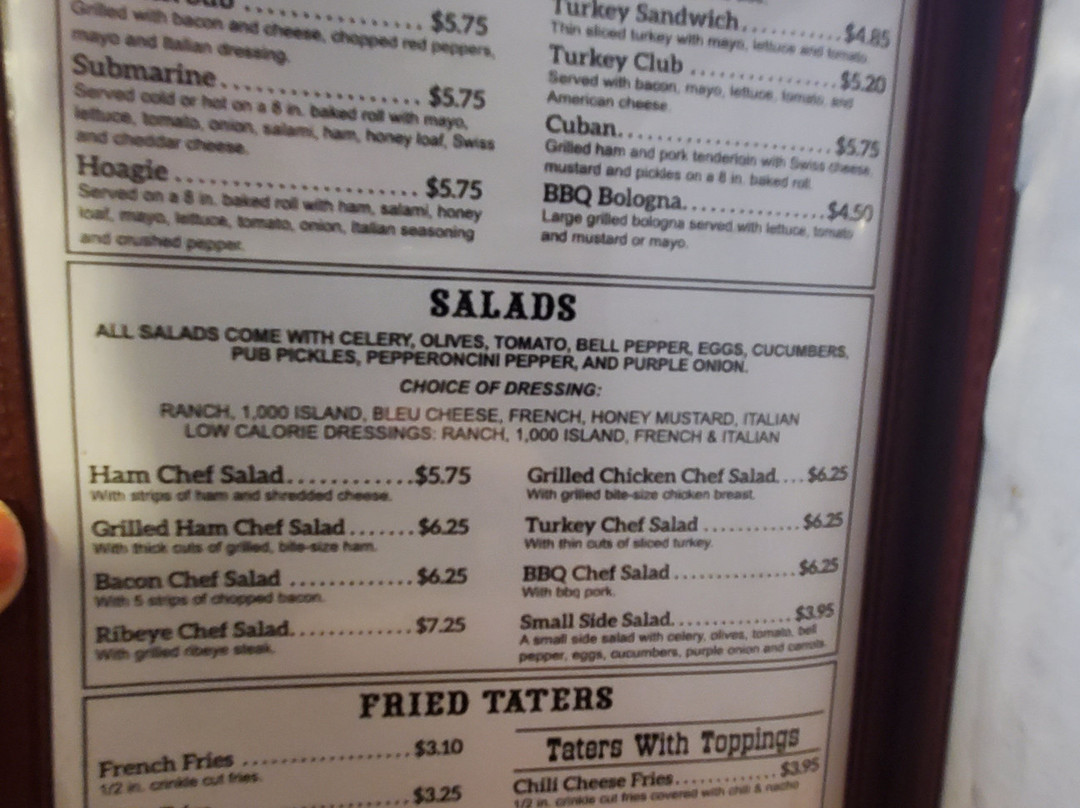 $5.75
Grilled with bacon and cheese, chopped red peppers,
mayo and Italian dressing.
Submarine $5.75
Served cold or hot on a 8 in. baked roll with mayo,
lettuce, tomato, onion, salami, ham, honey loaf, Swiss
and cheddar cheese.
Hoagie $5.75
Served on a 8 in. baked roll with ham, salami, honey
loaf, mayo, lettuce, tomato, onion, Italian seasoning
and crushed pepper.
Turkey Sandwich $4.85
Thin sliced turkey with mayo, lettuce and tomato.
Turkey Club $5.20
Served with bacon, mayo, lettuce, tomato, and
American cheese.
Cuban $5.75
Grilled ham and pork tenderloin with Swiss cheese,
mustard and pickles on a 8 in. baked roll.
BBQ Bologna $4.50
Large grilled bologna served with lettuce, tomato
and mustard or mayo.
SALADS
ALL SALADS COME WITH CELERY, OLIVES, TOMATO, BELL PEPPER, EGGS, CUCUMBERS,
PUB PICKLES, PEPPERONCINI PEPPER, AND PURPLE ONION.
CHOICE OF DRESSING:
RANCH, 1,000 ISLAND, BLEU CHEESE, FRENCH, HONEY MUSTARD, ITALIAN
LOW CALORIE DRESSINGS: RANCH, 1,000 ISLAND, FRENCH & ITALIAN
Ham Chef Salad $5.75
With strips of ham and shredded cheese.
Grilled Ham Chef Salad $6.25
With thick cuts of grilled, bite-size ham.
Bacon Chef Salad $6.25
With 5 strips of chopped bacon.
Ribeye Chef Salad $7.25
With grilled ribeye steak.
Grilled Chicken Chef Salad $6.25
With grilled bite-size chicken breast.
Turkey Chef Salad $6.25
With thin cuts of sliced turkey.
BBQ Chef Salad $6.25
With bbq pork.
Small Side Salad $3.95
A small side salad with celery, olives, tomato, bell
pepper, eggs, cucumbers, purple onion and carrots.
FRIED TATERS
French Fries $3.10
1/2 in. crinkle cut fries.
$3.25
Taters With Toppings
Chili Cheese Fries $3.95
1/2 in. crinkle cut fries covered with chili & nacho